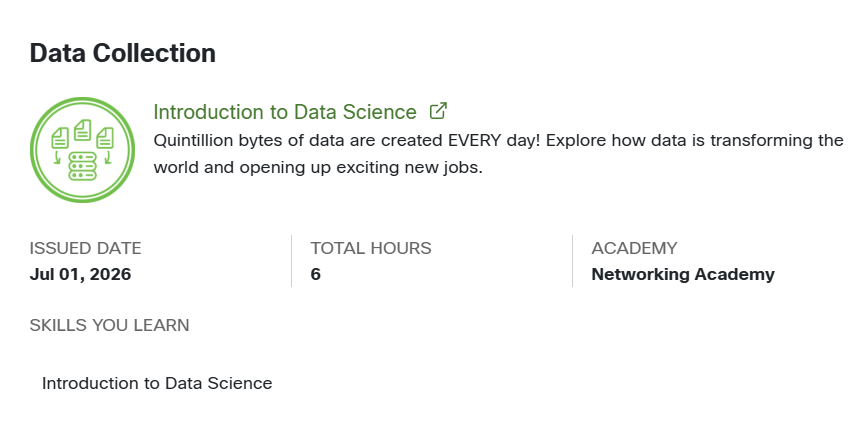 Data Collection
Introduction to Data Science
Quintillion bytes of data are created EVERY day! Explore how data is transforming the
world and opening up exciting new jobs.
ISSUED DATE
Jul 01, 2026
TOTAL HOURS
6
ACADEMY
Networking Academy
SKILLS YOU LEARN
Introduction to Data Science